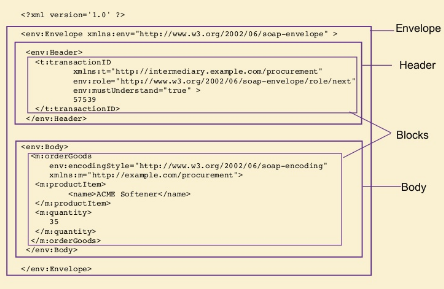 <?xml version='1.0' ?>
<env:Envelope xmlns:env="http://www.w3.org/2002/06/soap-envelope" >
Envelope
<env:Header>
<t:transactionID
xmlns:t="http://intermediary.example.com/procurement"
env:role="http://www.w3.org/2002/06/soap-envelope/role/next"
env:mustUnderstand="true" >
57539
</t:transactionID>
</env:Header>
Header
Blocks
<env:Body>
<m:orderGoods
env:encodingStyle="http://www.w3.org/2002/06/soap-encoding"
xmlns:m="http://example.com/procurement">
<m:productItem>
<name>ACME Softener</name>
</m:productItem>
<m:quantity>
35
</m:quantity>
</m:orderGoods>
</env:Body>
Body
</env:Envelope>